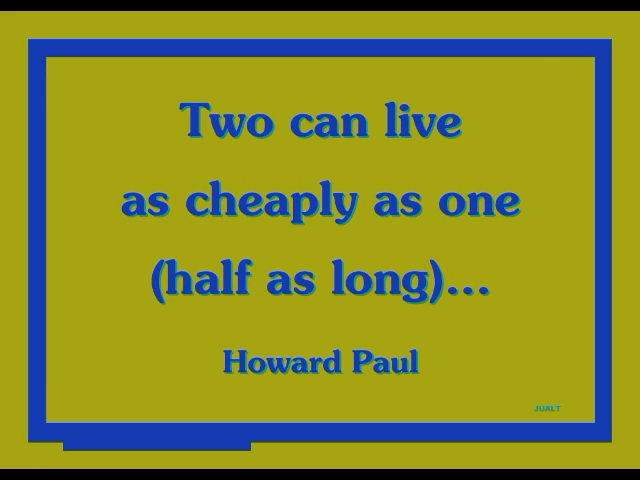 Two can live
as cheaply as one
(half as long)...
Howard Paul
JUALT